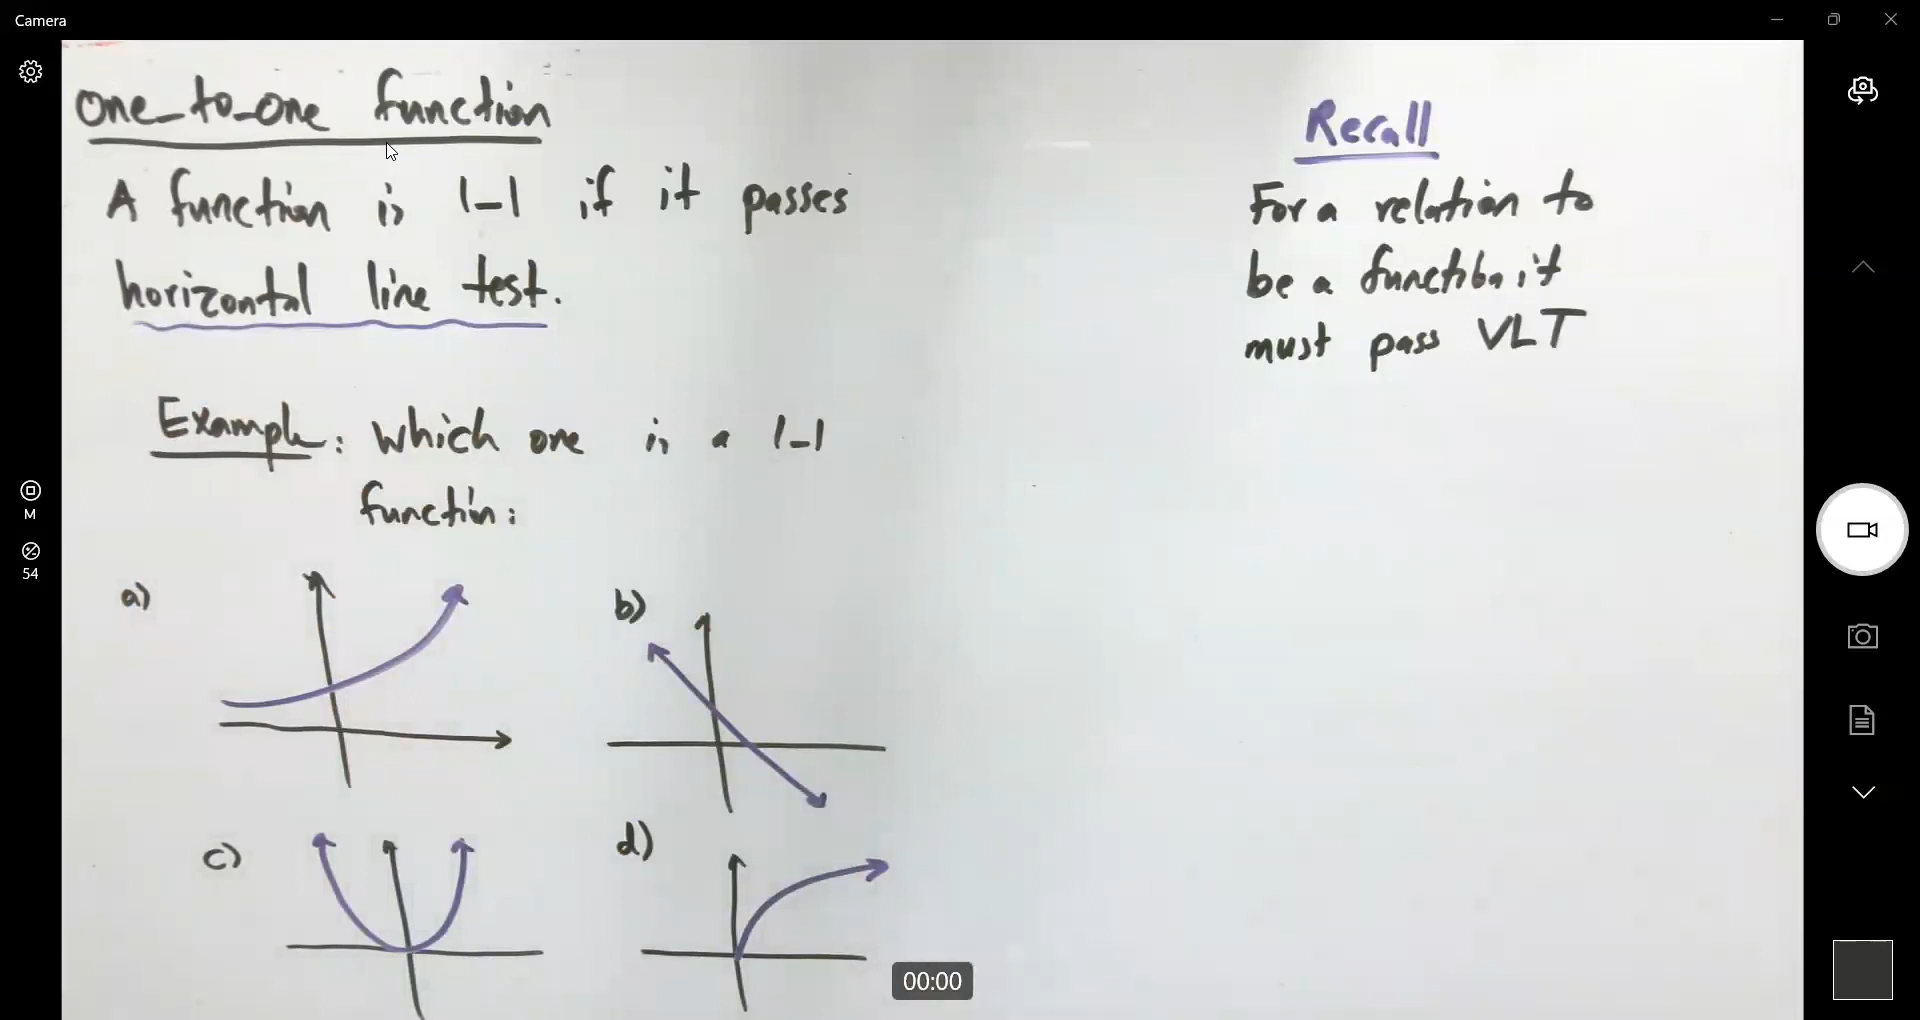 Camera
One-to-one function
A function is 1-1 if it passes
horizontal line test.
Example: Which one is a 1-1
function:
a)
b)
c)
d)
Recall
For a relation to
be a function it
must pass VLT
M
54
00:00